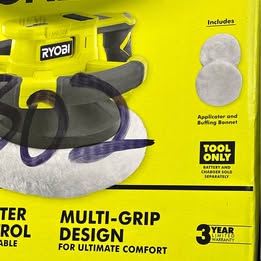 Includes
RYOBI
Applicator and
Buffing Bonnet
TOOL
ONLY
BATTERY AND
CHARGER SOLD
SEPARATELY
MULTI-GRIP
DESIGN
FOR ULTIMATE COMFORT
3 YEAR
LIMITED
WARRANTY